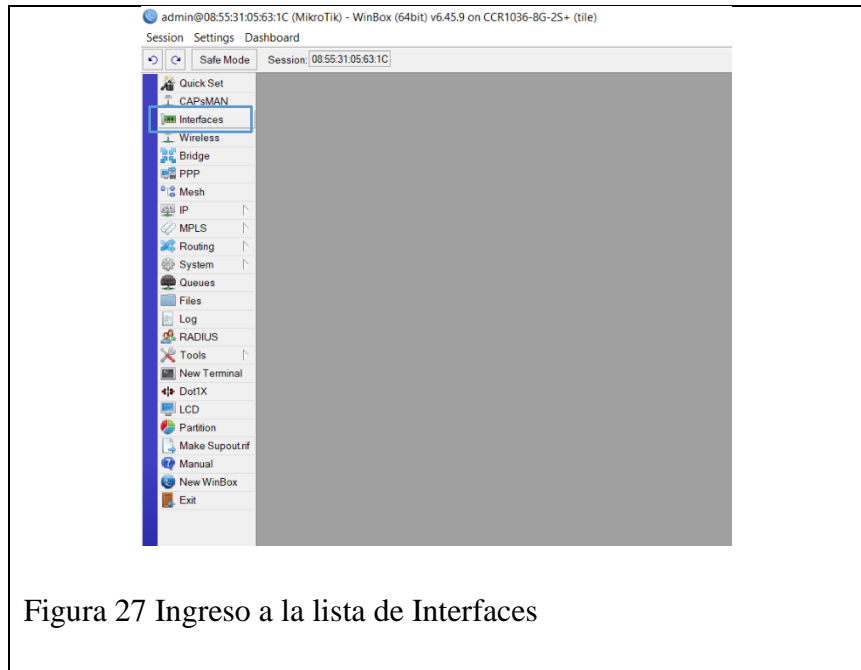 admin@08:55:31:05:63:1C (MikroTik) - WinBox (64bit) v6.45.9 on CCR1036-8G-2S+ (tile)
Session Settings Dashboard
Safe Mode Session: 08:55:31:05:63:1C
Quick Set
CAPsMAN
Interfaces
Wireless
Bridge
PPP
Mesh
IP
MPLS
Routing
System
Queues
Files
Log
RADIUS
Tools
New Terminal
Dot1X
LCD
Partition
Make Supout.rif
Manual
New WinBox
Exit
Figura 27 Ingreso a la lista de Interfaces